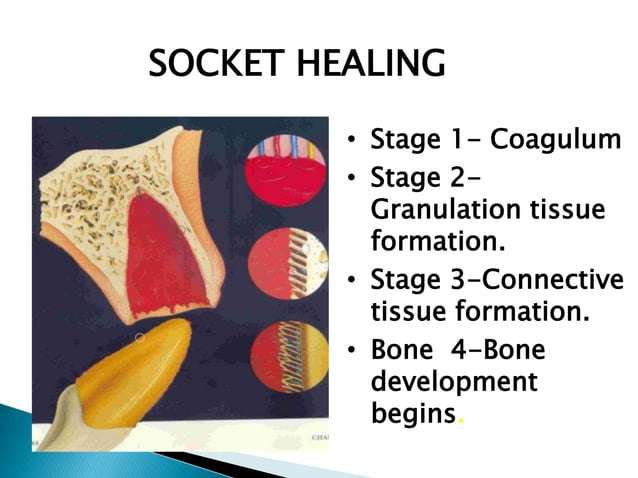 SOCKET HEALING
• Stage 1- Coagulum
• Stage 2-
Granulation tissue
formation.
• Stage 3-Connective
tissue formation.
• Bone 4-Bone
development
begins.